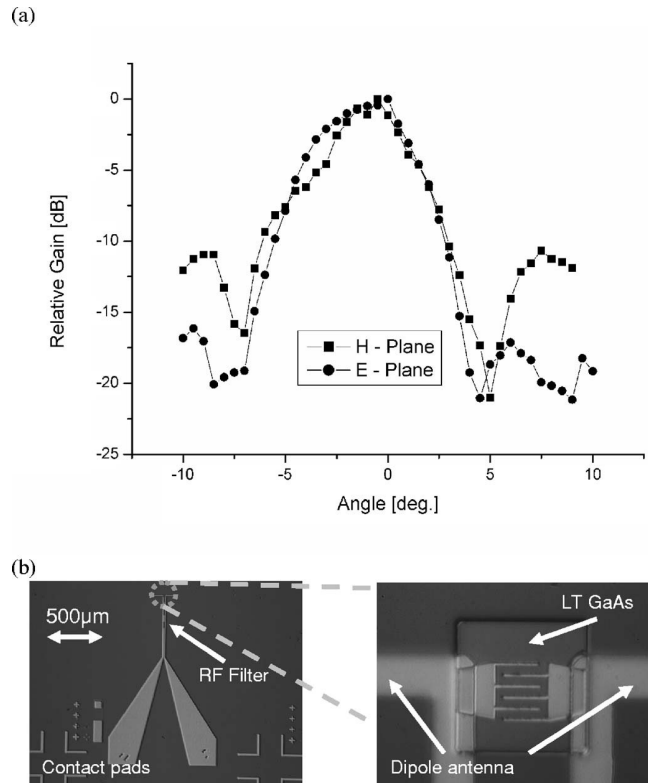 (a)
0
-5
-10
-15
-20
-25
Relative Gain [dB]
H - Plane
E - Plane
-10
-5
0
5
10
Angle [deg.]
(b)
500μm
RF Filter
Contact pads
LT GaAs
Dipole antenna